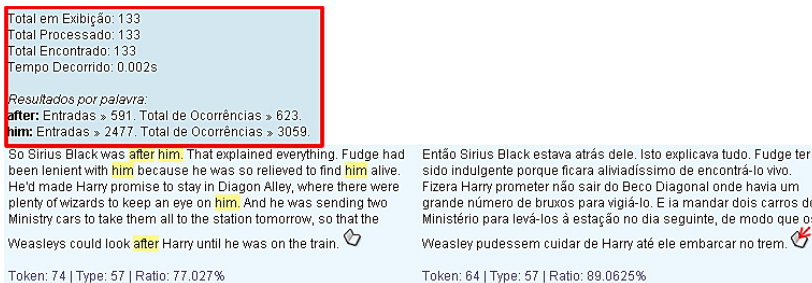 Total em Exibição: 133
Total Processado: 133
Total Encontrado: 133
Tempo Decorrido: 0.002s
Resultados por palavra:
after: Entradas » 591. Total de Ocorrências » 623.
him: Entradas » 2477. Total de Ocorrências » 3059.
So Sirius Black was after him. That explained everything. Fudge had
been lenient with him because he was so relieved to find him alive.
He'd made Harry promise to stay in Diagon Alley, where there were
plenty of wizards to keep an eye on him. And he was sending two
Ministry cars to take them all to the station tomorrow, so that the
Weasleys could look after Harry until he was on the train.
Token: 74 | Type: 57 | Ratio: 77.027%
Então Sirius Black estava atrás dele. Isto explicava tudo. Fudge ter
sido indulgente porque ficara aliviadíssimo de encontrá-lo vivo.
Fizera Harry prometer não sair do Beco Diagonal onde havia um
grande número de bruxos para vigiá-lo. E ia mandar dois carros do
Ministério para levá-los à estação no dia seguinte, de modo que o
Weasley pudessem cuidar de Harry até ele embarcar no trem.
Token: 64 | Type: 57 | Ratio: 89.0625%